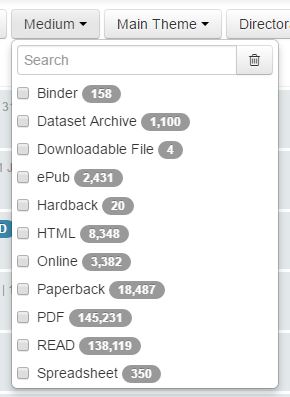 Medium Main Theme Director
Search
Binder 158
Dataset Archive 1,100
Downloadable File 4
ePub 2,431
Hardback 20
HTML 8,348
Online 3,382
Paperback 18,487
PDF 145,231
READ 138,119
Spreadsheet 350